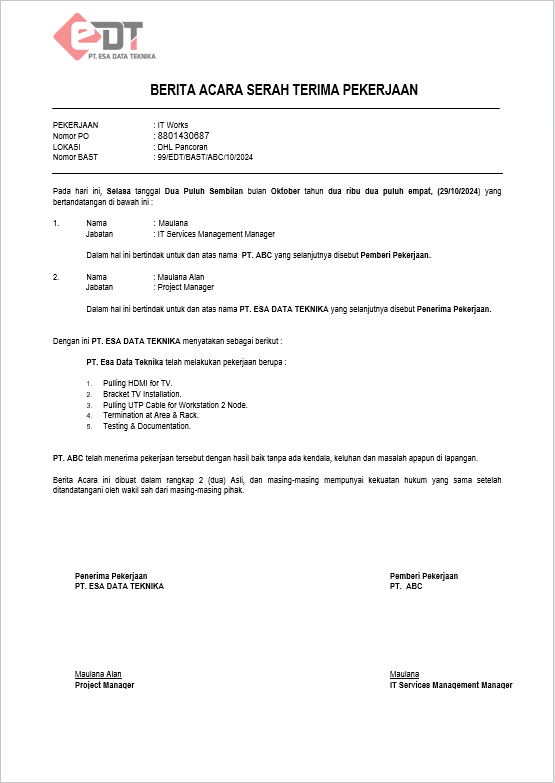 eDT
PT. ESA DATA TEKNIKA
BERITA ACARA SERAH TERIMA PEKERJAAN
PEKERJAAN : IT Works
Nomor PO : 8801430687
LOKASI : DHL Pancoran
Nomor BAST : 99/EDT/BAST/ABC/10/2024
Pada hari ini, Selasa tanggal Dua Puluh Sembilan bulan Oktober tahun dua ribu dua puluh empat, (29/10/2024) yang
bertandatangan di bawah ini :
1. Nama : Maulana
Jabatan : IT Services Management Manager
Dalam hal ini bertindak untuk dan atas nama PT. ABC yang selanjutnya disebut Pemberi Pekerjaan.
2. Nama : Maulana Alan
Jabatan : Project Manager
Dalam hal ini bertindak untuk dan atas nama PT. ESA DATA TEKNIKA yang selanjutnya disebut Penerima Pekerjaan.
Dengan ini PT. ESA DATA TEKNIKA menyatakan sebagai berikut :
PT. Esa Data Teknika telah melakukan pekerjaan berupa :
1. Pulling HDMI for TV.
2. Bracket TV Installation.
3. Pulling UTP Cable for Workstation 2 Node.
4. Termination at Area & Rack.
5. Testing & Documentation.
PT. ABC telah menerima pekerjaan tersebut dengan hasil baik tanpa ada kendala, keluhan dan masalah apapun di lapangan.
Berita Acara ini dibuat dalam rangkap 2 (dua) Asli, dan masing-masing mempunyai kekuatan hukum yang sama setelah
ditandatangani oleh wakil sah dari masing-masing pihak.
Penerima Pekerjaan
PT. ESA DATA TEKNIKA
Pemberi Pekerjaan
PT. ABC
Maulana Alan
Project Manager
Maulana
IT Services Management Manager